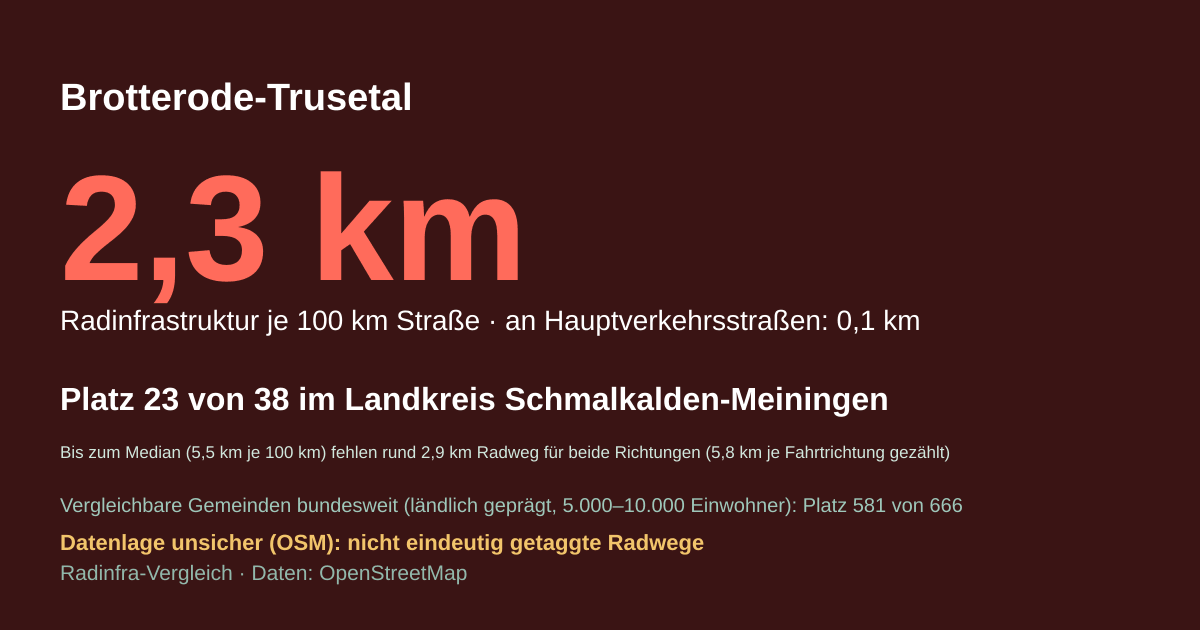 Brotterode-Trusetal
2,3 km
Radinfrastruktur je 100 km Straße · an Hauptverkehrsstraßen: 0,1 km
Platz 23 von 38 im Landkreis Schmalkalden-Meiningen
Bis zum Median (5,5 km je 100 km) fehlen rund 2,9 km Radweg für beide Richtungen (5,8 km je Fahrtrichtung gezählt)
Vergleichbare Gemeinden bundesweit (ländlich geprägt, 5.000–10.000 Einwohner): Platz 581 von 666
Datenlage unsicher (OSM): nicht eindeutig getaggte Radwege
Radinfra-Vergleich · Daten: OpenStreetMap